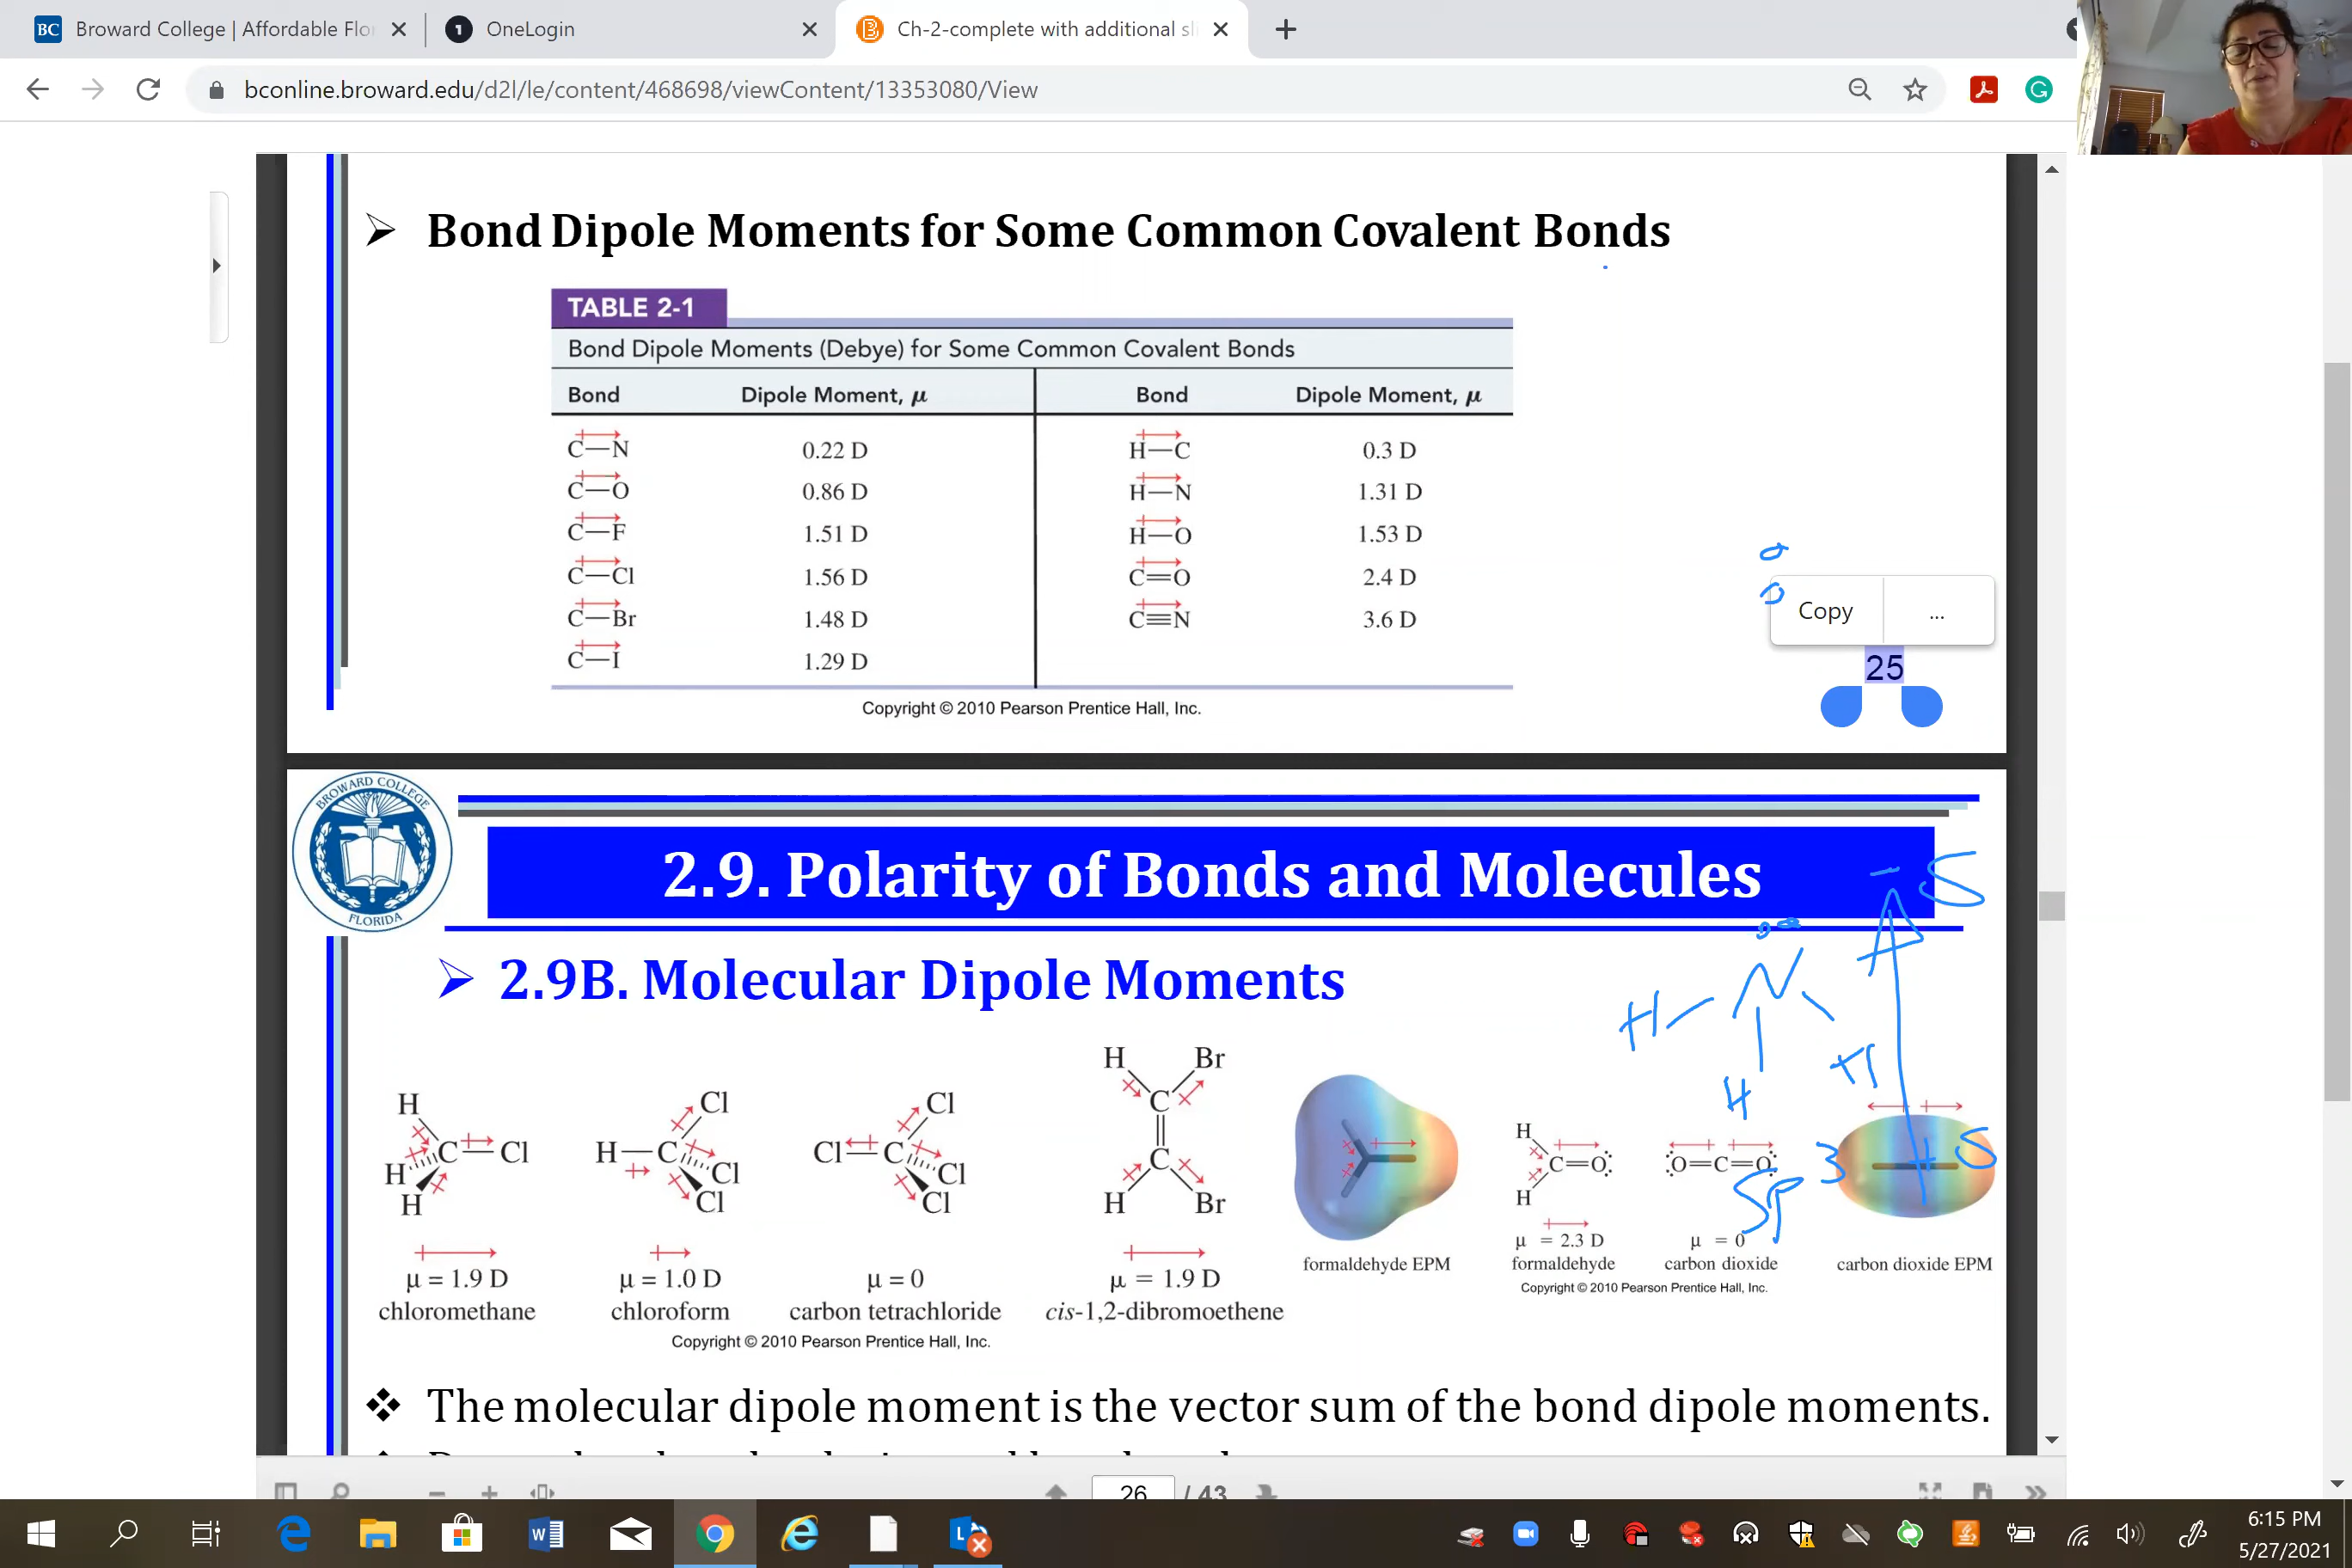 Broward College | Affordable Flo
OneLogin
Ch-2-complete with additional sli
bconline.broward.edu/d2l/le/content/468698/viewContent/13353080/View
➢ Bond Dipole Moments for Some Common Covalent Bonds
TABLE 2-1
Bond Dipole Moments (Debye) for Some Common Covalent Bonds
Bond Dipole Moment, μ Bond Dipole Moment, μ
C—N 0.22 D H—C 0.3 D
C—O 0.86 D H—N 1.31 D
C—F 1.51 D H—O 1.53 D
C—Cl 1.56 D C=O 2.4 D
C—Br 1.48 D C≡N 3.6 D
C—I 1.29 D
Copyright © 2010 Pearson Prentice Hall, Inc.
Copy ...
25
BROWARD COLLEGE
FLORIDA
2.9. Polarity of Bonds and Molecules
➢ 2.9B. Molecular Dipole Moments
N
H
H
H
sp3
H H H C Cl
H—C Cl Cl Cl
Cl C Cl Cl Cl
H Br C C H Br
H H C=O
O=C=O
μ = 1.9 D
chloromethane
μ = 1.0 D
chloroform
μ = 0
carbon tetrachloride
μ = 1.9 D
cis-1,2-dibromoethene
formaldehyde EPM
μ = 2.3 D
formaldehyde
μ = 0
carbon dioxide
carbon dioxide EPM
Copyright © 2010 Pearson Prentice Hall, Inc.
Copyright © 2010 Pearson Prentice Hall, Inc.
❖ The molecular dipole moment is the vector sum of the bond dipole moments.
26 / 43
6:15 PM
5/27/2021